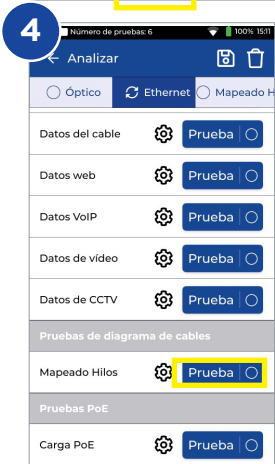 4
Número de pruebas: 6 100% 15:11
← Analizar
Óptico Ethernet Mapeado H
Datos del cable Prueba
Datos web Prueba
Datos VoIP Prueba
Datos de vídeo Prueba
Datos de CCTV Prueba
Pruebas de diagrama de cables
Mapeado Hilos Prueba
Pruebas PoE
Carga PoE Prueba